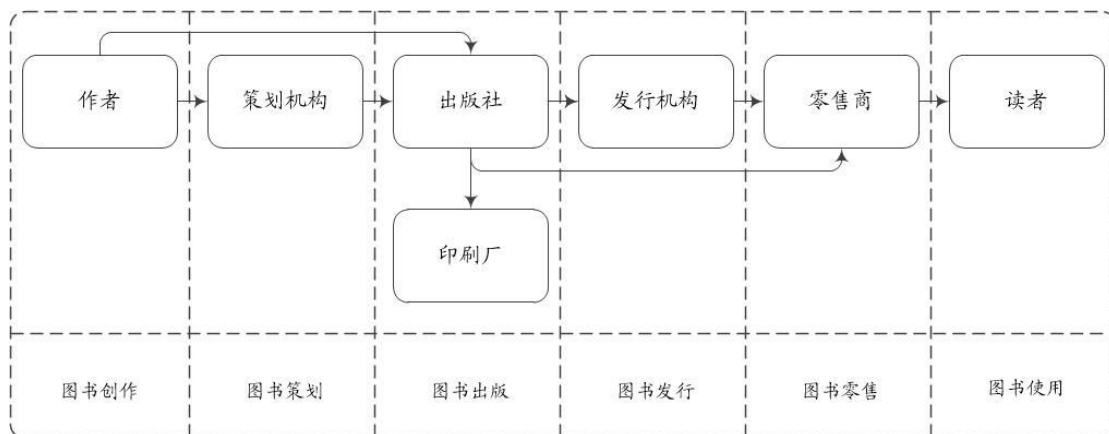 作者
策划机构
出版社
发行机构
零售商
读者
印刷厂
图书创作
图书策划
图书出版
图书发行
图书零售
图书使用